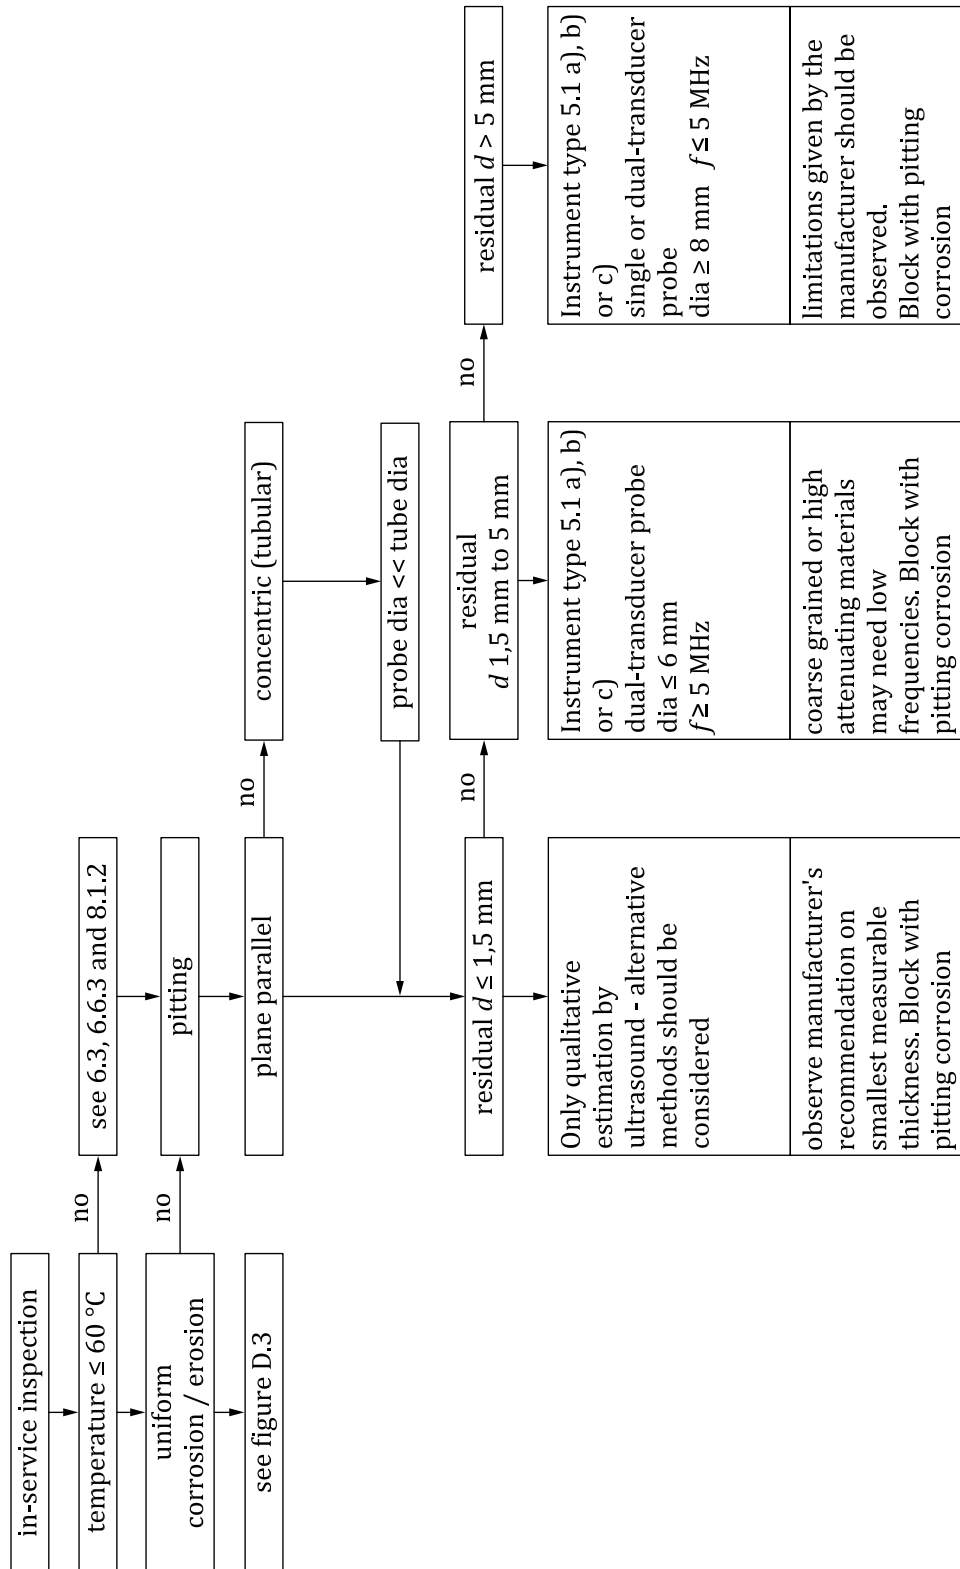 in-service inspection
temperature ≤ 60 °C
no
see 6.3, 6.6.3 and 8.1.2
uniform
corrosion / erosion
no
pitting
see figure D.3
plane parallel
no
concentric (tubular)
probe dia << tube dia
residual d ≤ 1,5 mm
no
residual
d 1,5 mm to 5 mm
no
residual d > 5 mm
Only qualitative
estimation by
ultrasound - alternative
methods should be
considered
Instrument type 5.1 a), b)
or c)
dual-transducer probe
dia ≤ 6 mm
f ≥ 5 MHz
Instrument type 5.1 a), b)
or c)
single or dual-transducer
probe
dia ≥ 8 mm f ≤ 5 MHz
observe manufacturer's
recommendation on
smallest measurable
thickness. Block with
pitting corrosion
coarse grained or high
attenuating materials
may need low
frequencies. Block with
pitting corrosion
limitations given by the
manufacturer should be
observed.
Block with pitting
corrosion